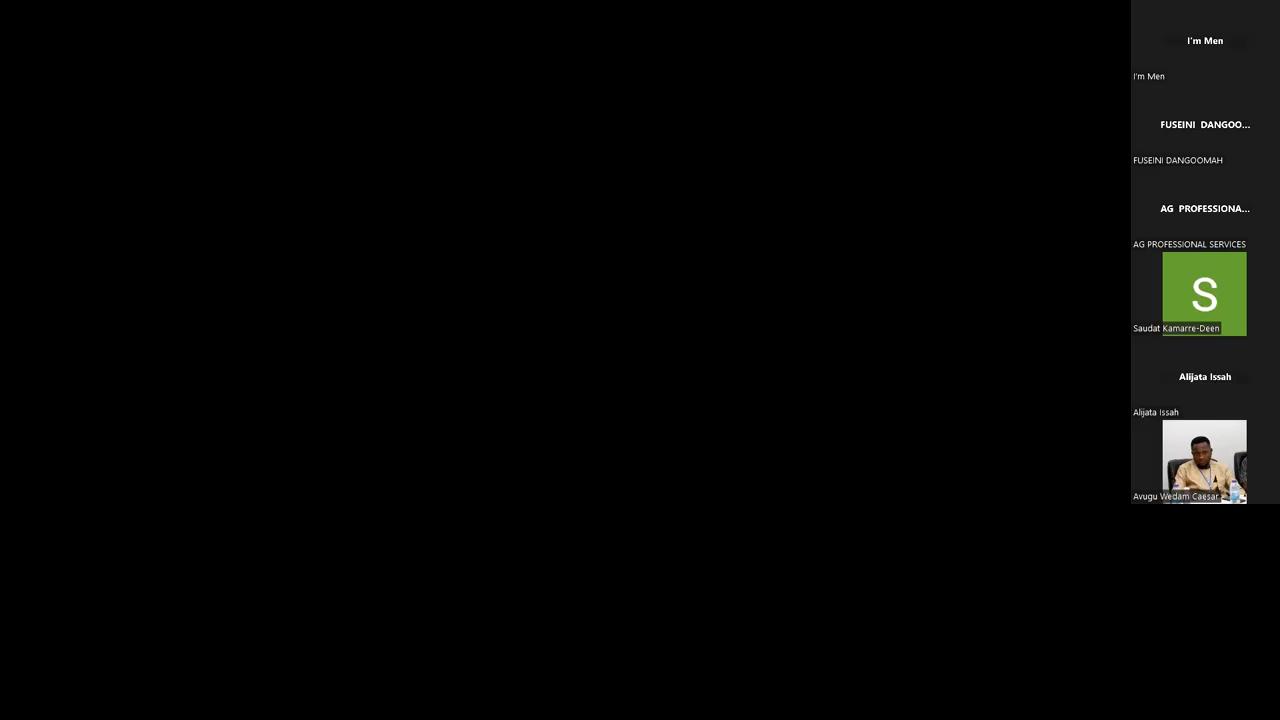 I'm Men
I'm Men
FUSEINI DANGOO...
FUSEINI DANGOOMAH
AG PROFESSIONA...
AG PROFESSIONAL SERVICES
S
Saudat Kamarre-Deen
Alijata Issah
Alijata Issah
Avugu Wedam Caesar